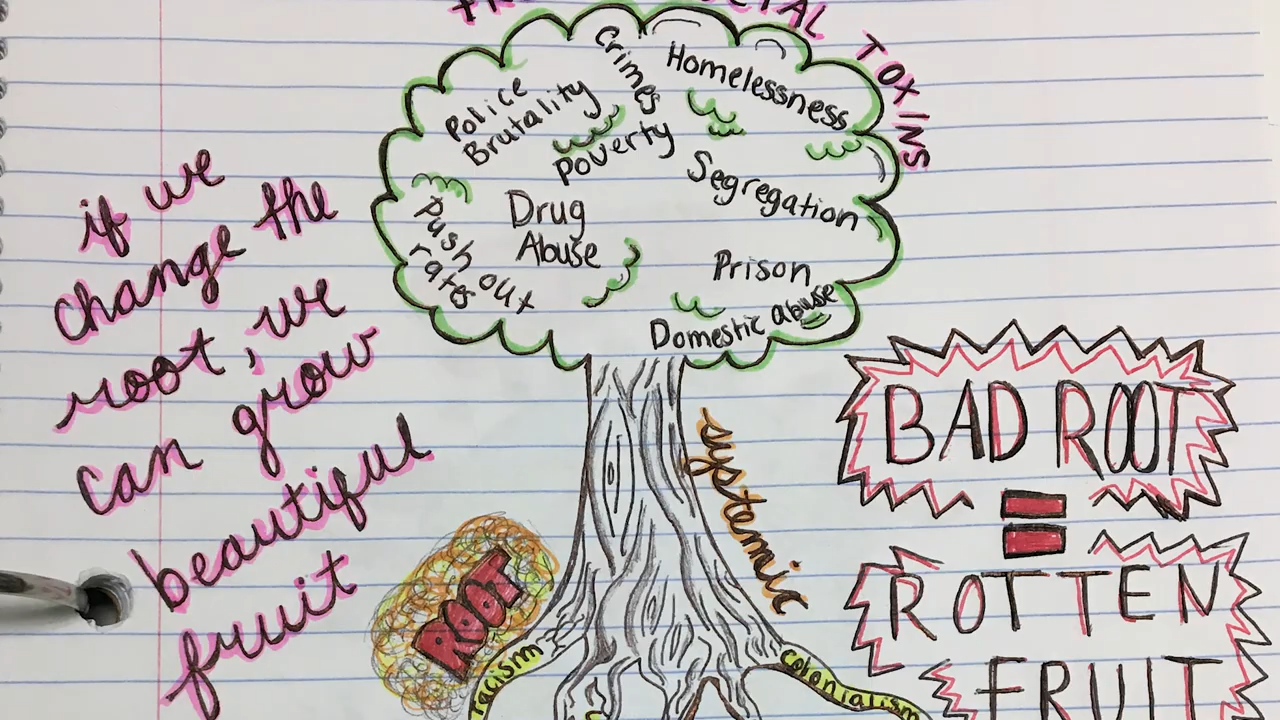 TOXINS
Crimes
Homelessness
Police
Brutality
Poverty
Segregation
Drug
Abuse
Push out
rates
Prison
Domestic abuse
if we
change the
root, we
can grow
beautiful
fruit
systemic
BAD ROOT
=
ROTTEN
FRUIT
ROOT
racism
colonialism